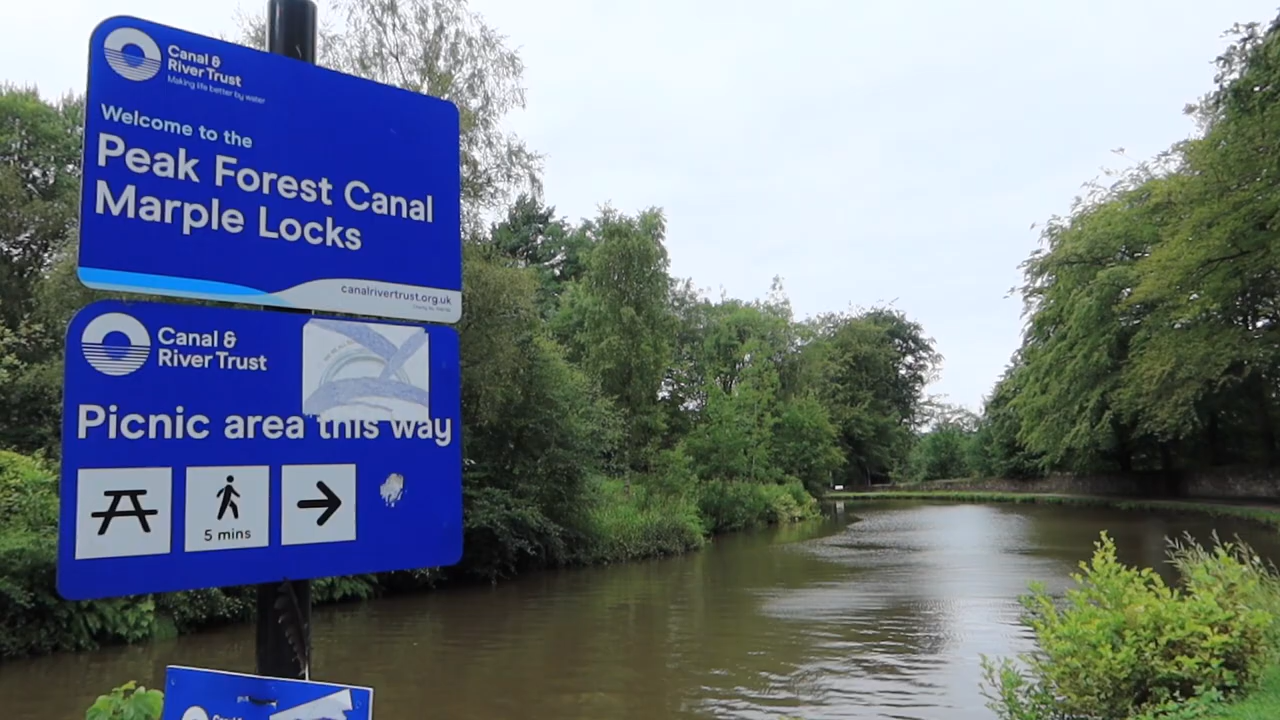 Canal &
River Trust
Making life better by water
Welcome to the
Peak Forest Canal
Marple Locks
canalrivertrust.org.uk
Canal &
River Trust
Picnic area this way
5 mins